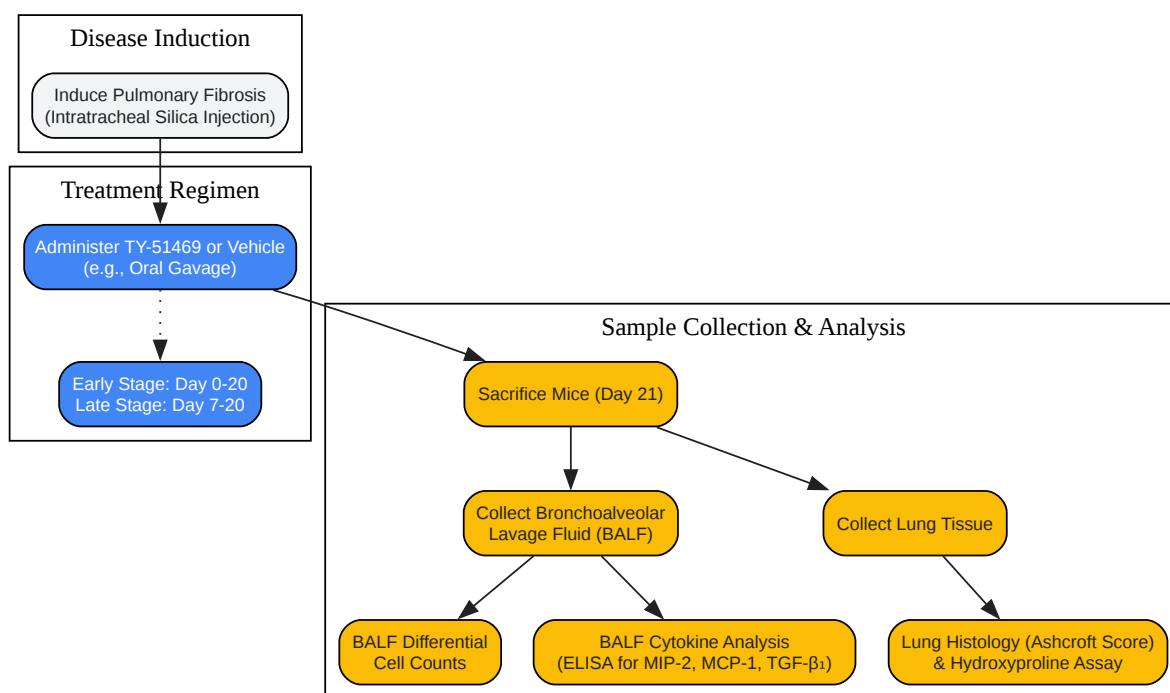 Disease Induction
Induce Pulmonary Fibrosis
(Intratracheal Silica Injection)
Treatment Regimen
Administer TY-51469 or Vehicle
(e.g., Oral Gavage)
Early Stage: Day 0-20
Late Stage: Day 7-20
Sample Collection & Analysis
Sacrifice Mice (Day 21)
Collect Bronchoalveolar
Lavage Fluid (BALF)
Collect Lung Tissue
BALF Differential
Cell Counts
BALF Cytokine Analysis
(ELISA for MIP-2, MCP-1, TGF-β₁)
Lung Histology (Ashcroft Score)
& Hydroxyproline Assay